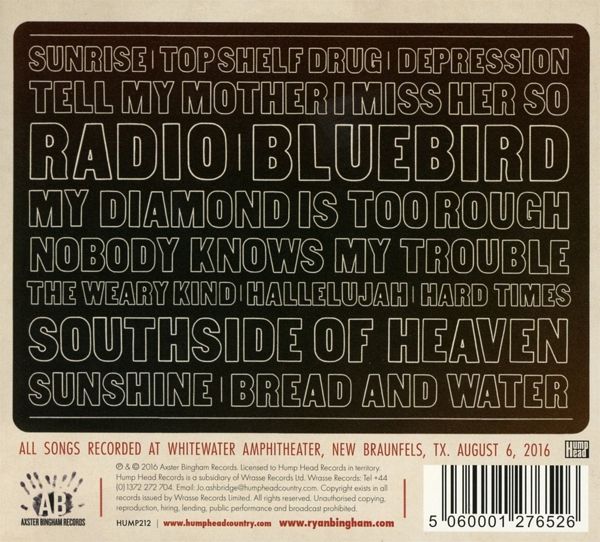 SUNRISE | TOP SHELF DRUG | DEPRESSION
TELL MY MOTHER I MISS HER SO
RADIO | BLUEBIRD
MY DIAMOND IS TOO ROUGH
NOBODY KNOWS MY TROUBLE
THE WEARY KIND | HALLELUJAH | HARD TIMES
SOUTHSIDE OF HEAVEN
SUNSHINE | BREAD AND WATER
ALL SONGS RECORDED AT WHITEWATER AMPHITHEATER, NEW BRAUNFELS, TX. AUGUST 6, 2016
Hump Head
AB
AXSTER BINGHAM RECORDS
℗ & © 2016 Axster Bingham Records. Licensed to Hump Head Records in territory.
Hump Head Records is a subsidiary of Wrasse Records Ltd. Wrasse Records: Tel +44
(0) 1372 272 704. Email: Jo.ashbridge@humpheadcountry.com. Copyright exists in all
records issued by Wrasse Records Limited. All rights reserved. Unauthorised copying,
reproduction, hiring, lending, public performance and broadcast prohibited.
HUMP212 | www.humpheadcountry.com | www.ryanbingham.com
5 060001 276526